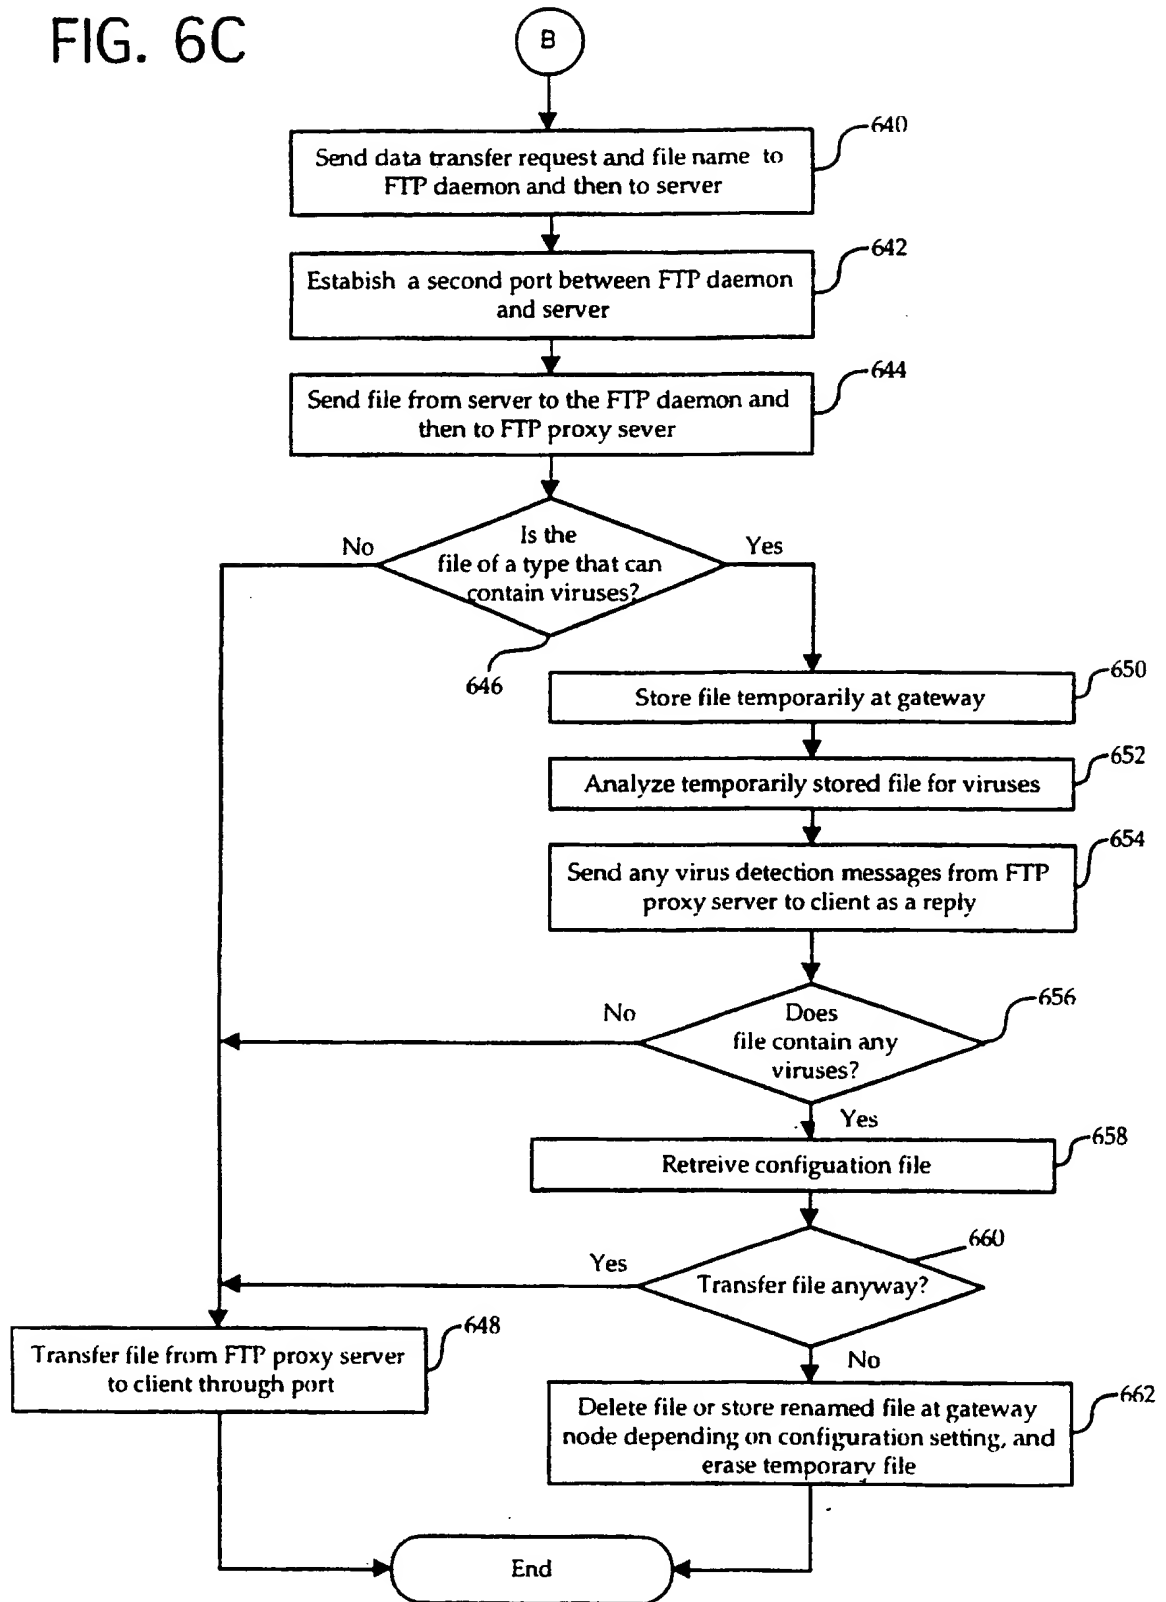 FIG. 6C
B
640
Send data transfer request and file name to
FTP daemon and then to server
642
Estabish a second port between FTP daemon
and server
644
Send file from server to the FTP daemon and
then to FTP proxy sever
Is the
file of a type that can
contain viruses?
No
Yes
646
650
Store file temporarily at gateway
652
Analyze temporarily stored file for viruses
654
Send any virus detection messages from FTP
proxy server to client as a reply
656
Does
file contain any
viruses?
No
Yes
658
Retreive configuation file
660
Transfer file anyway?
Yes
No
648
Transfer file from FTP proxy server
to client through port
662
Delete file or store renamed file at gateway
node depending on configuration setting, and
erase temporary file
End